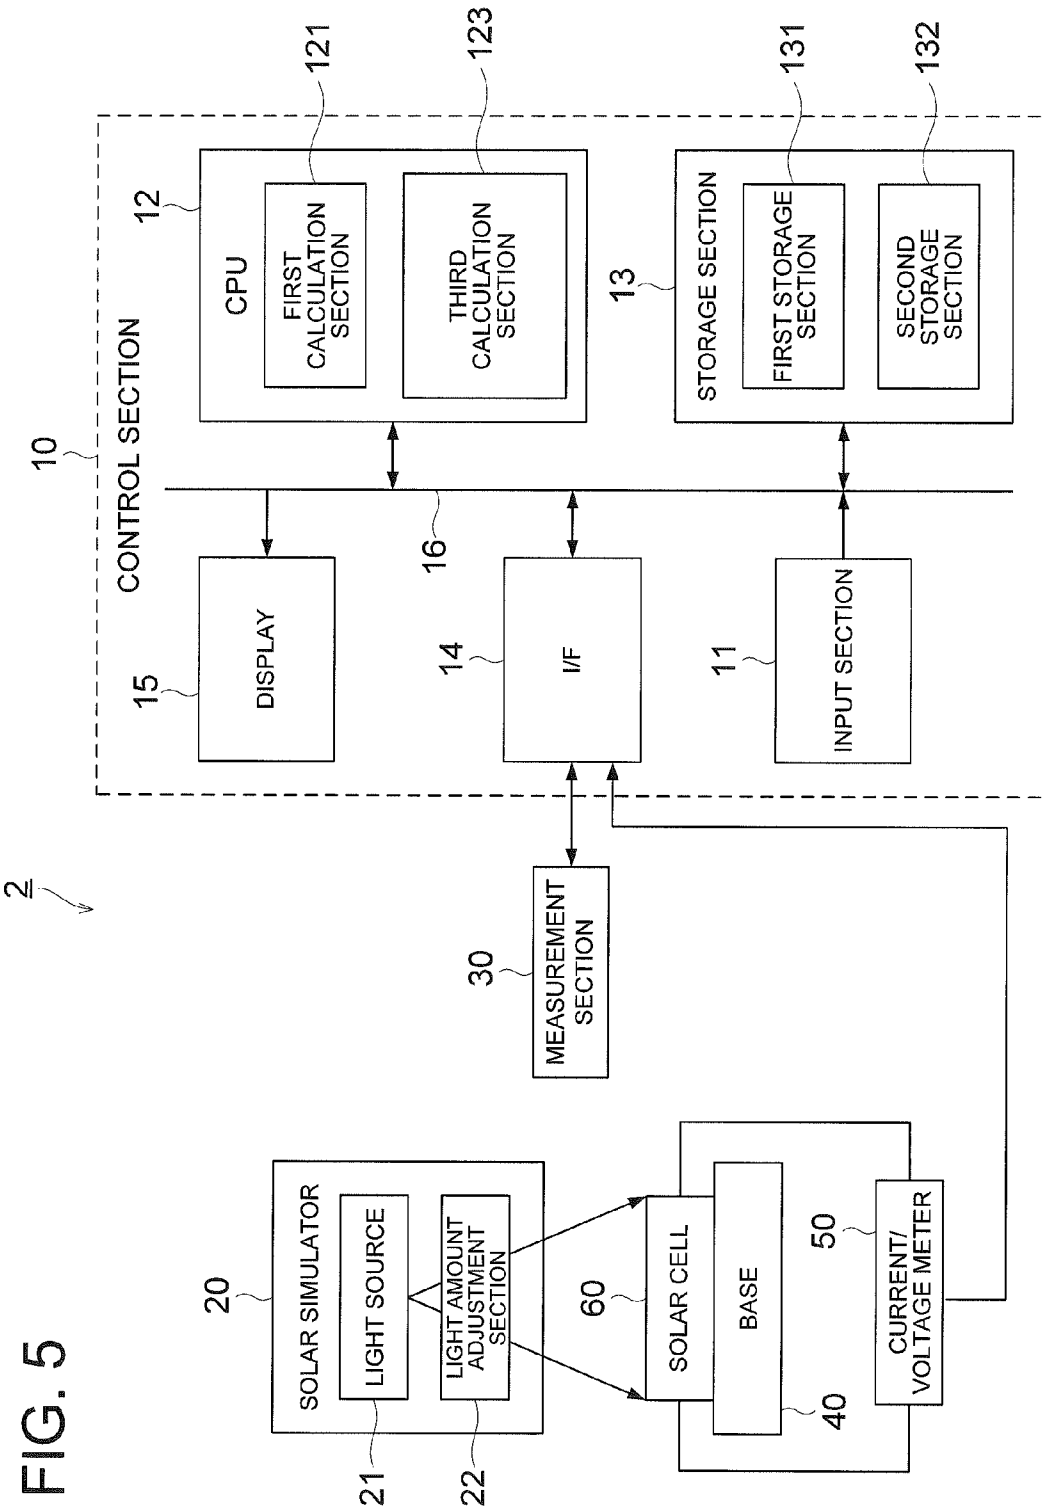 FIG. 5
2
20
SOLAR SIMULATOR
21
LIGHT SOURCE
22
LIGHT AMOUNT
ADJUSTMENT
SECTION
60
SOLAR CELL
BASE
40
50
CURRENT/
VOLTAGE METER
30
MEASUREMENT
SECTION
10
CONTROL SECTION
15
DISPLAY
14
I/F
11
INPUT SECTION
16
12
CPU
121
FIRST
CALCULATION
SECTION
123
THIRD
CALCULATION
SECTION
13
STORAGE SECTION
131
FIRST STORAGE
SECTION
132
SECOND
STORAGE
SECTION